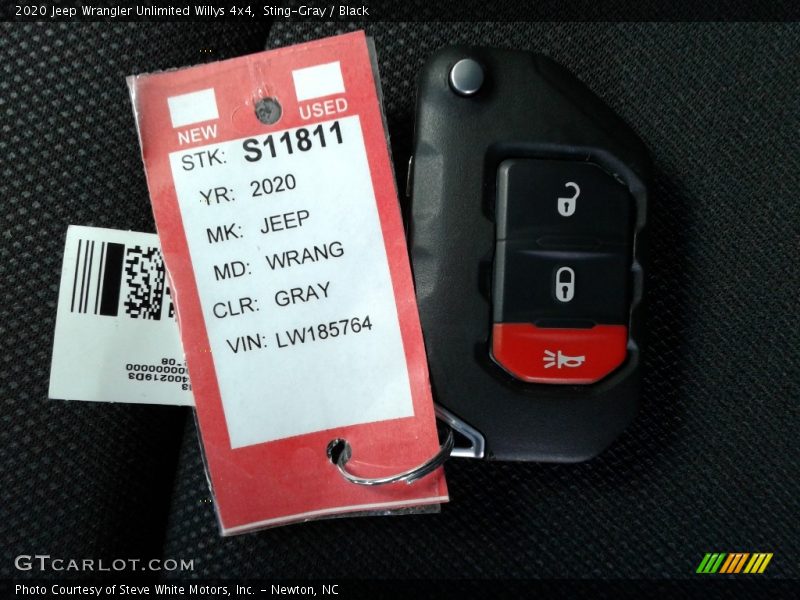 2020 Jeep Wrangler Unlimited Willys 4x4, Sting-Gray / Black
NEW
USED
STK: S11811
YR: 2020
MK: JEEP
MD: WRANG
CLR: GRAY
VIN: LW185764
GTCARLOT.COM
Photo Courtesy of Steve White Motors, Inc. – Newton, NC